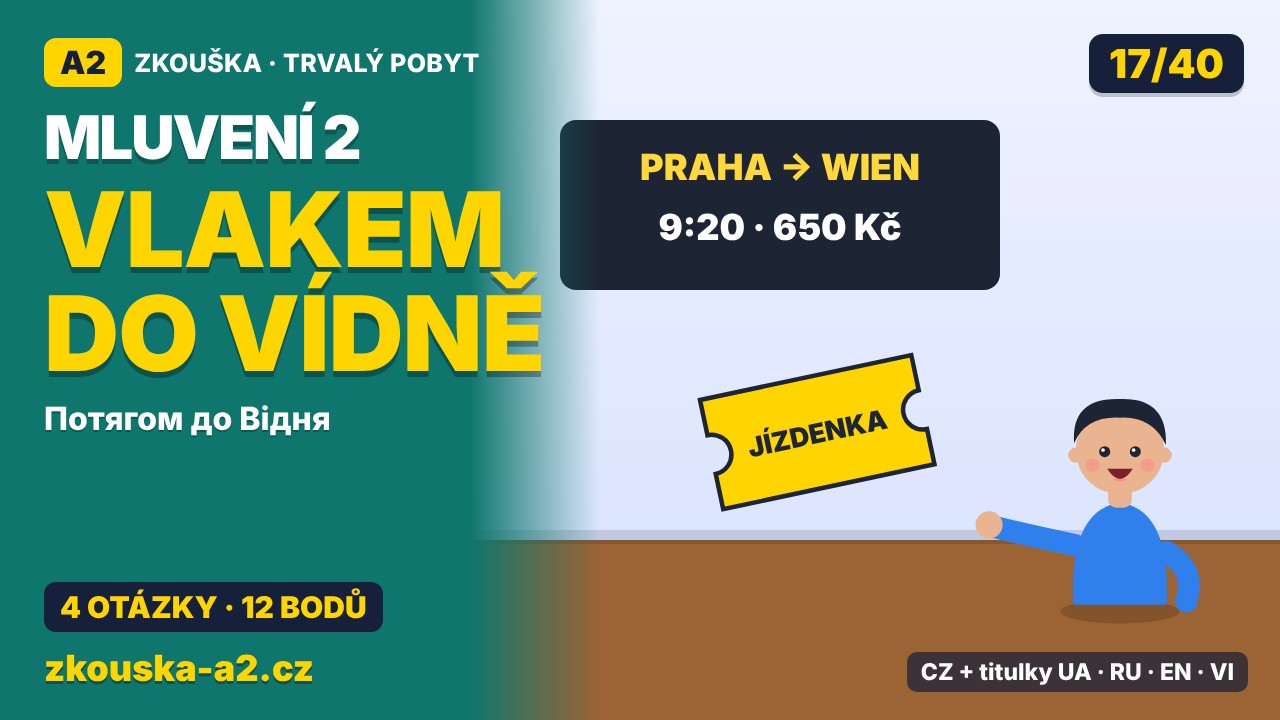 A2 ZKOUŠKA · TRVALÝ POBYT
17/40
MLUVENÍ 2
VLAKEM
DO VÍDNĚ
Потягом до Відня
PRAHA → WIEN
9:20 · 650 Kč
JÍZDENKA
4 OTÁZKY · 12 BODŮ
zkouska-a2.cz
CZ + titulky UA · RU · EN · VI